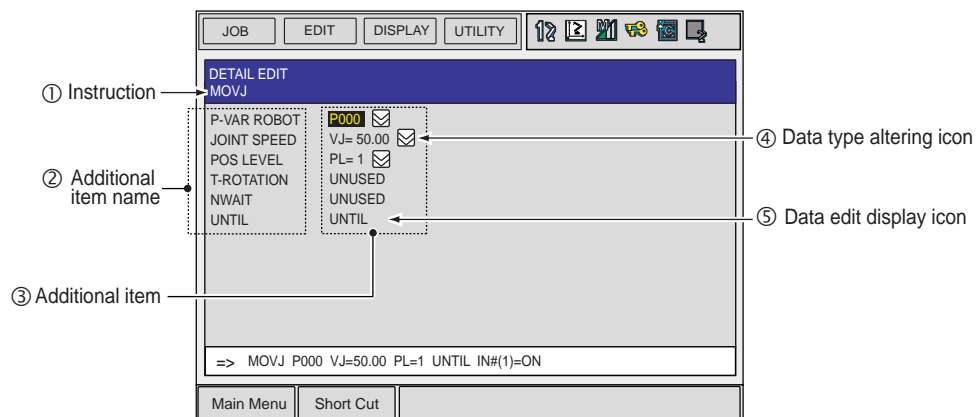 JOB EDIT DISPLAY UTILITY
DETAIL EDIT
MOVJ
① Instruction
P-VAR ROBOT P000
JOINT SPEED VJ= 50.00
④ Data type altering icon
POS LEVEL PL= 1
T-ROTATION UNUSED
② Additional
item name
NWAIT UNUSED
UNTIL UNTIL
⑤ Data edit display icon
③ Additional item
=> MOVJ P000 VJ=50.00 PL=1 UNTIL IN#(1)=ON
Main Menu Short Cut